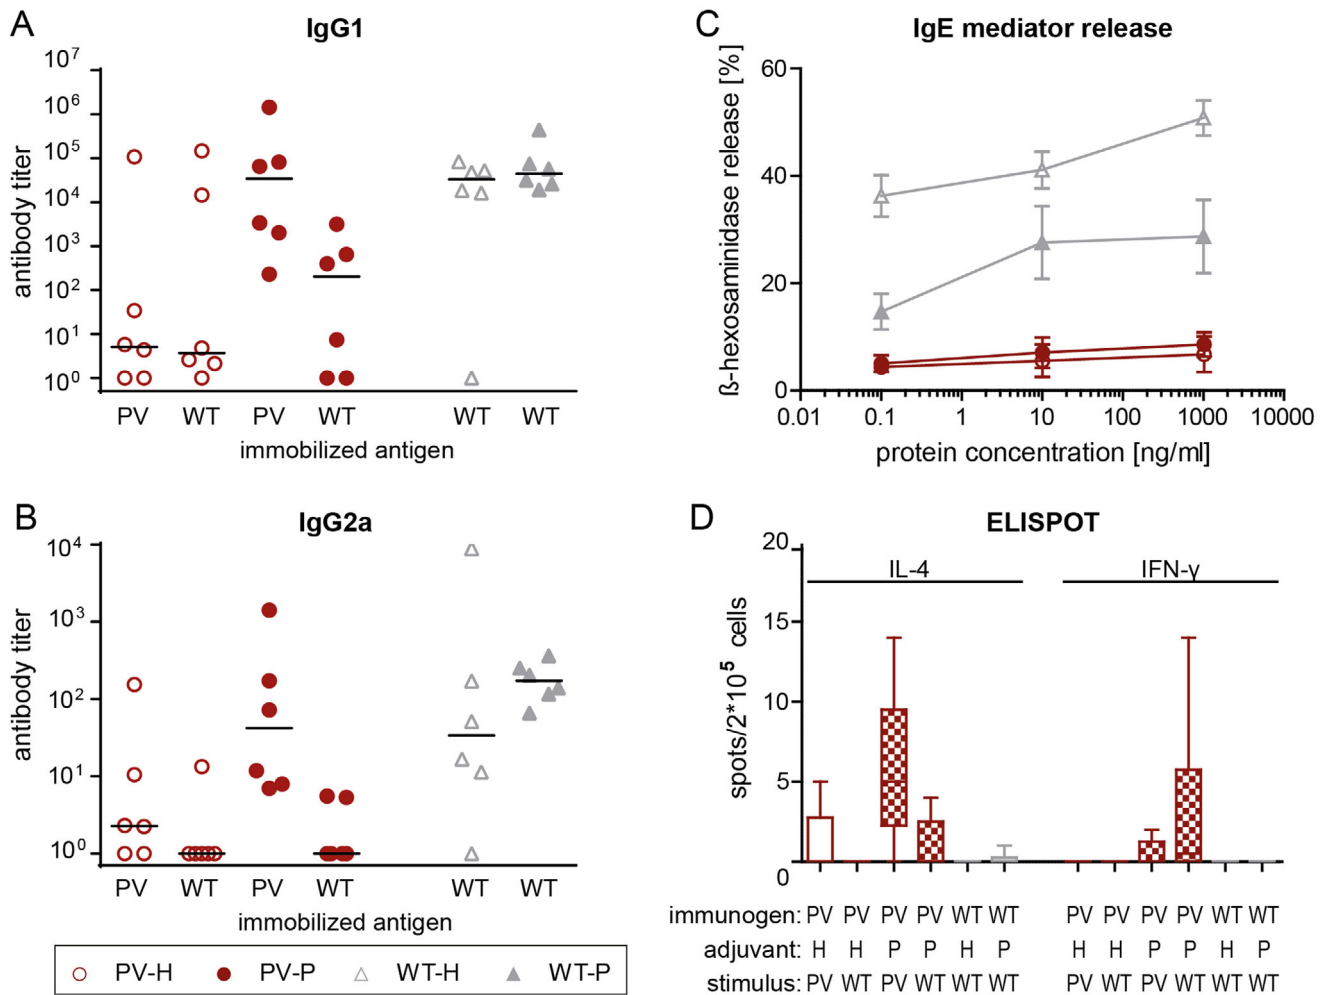 A
IgG1
antibody titer
10⁷
10⁶
10⁵
10⁴
10³
10²
10¹
10⁰
PV WT PV WT WT WT
immobilized antigen
B
IgG2a
antibody titer
10⁴
10³
10²
10¹
10⁰
PV WT PV WT WT WT
immobilized antigen
PV-H PV-P WT-H WT-P
C
IgE mediator release
ß-hexosaminidase release [%]
60
40
20
0
0.01 0.1 1 10 100 1000 10000
protein concentration [ng/ml]
D
ELISPOT
IL-4 IFN-γ
spots/2*10⁵ cells
20
15
10
5
0
immunogen: PV PV PV PV WT WT PV PV PV PV WT WT
adjuvant: H H P P H P H H P P H P
stimulus: PV WT PV WT WT WT PV WT PV WT WT WT